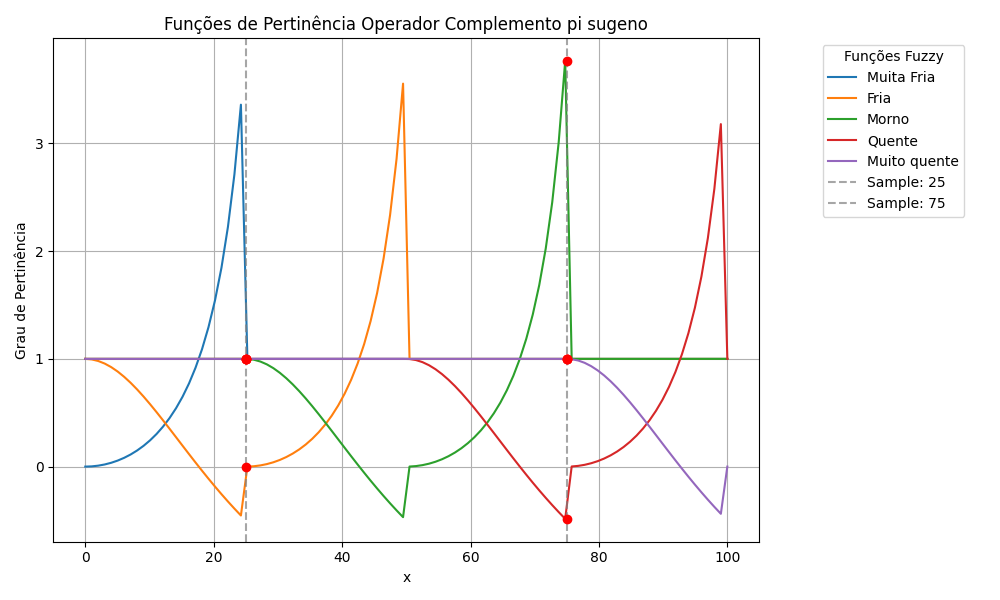 Funções de Pertinência Operador Complemento pi sugeno
Grau de Pertinência
3
2
1
0
0
20
40
60
80
100
x
Funções Fuzzy
Muita Fria
Fria
Morno
Quente
Muito quente
Sample: 25
Sample: 75